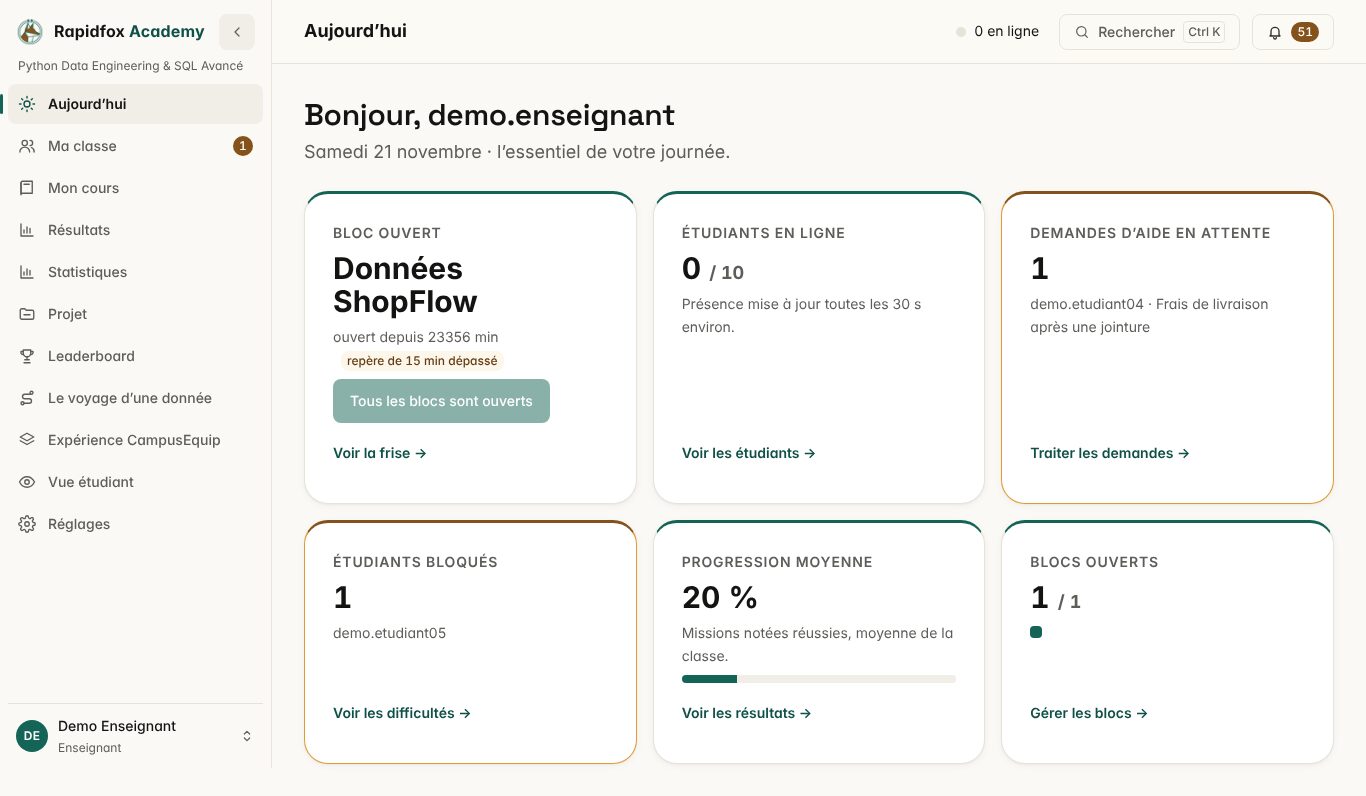 Rapidfox Academy
Python Data Engineering & SQL Avancé
Aujourd’hui
Ma classe
1
Mon cours
Résultats
Statistiques
Projet
Leaderboard
Le voyage d’une donnée
Expérience CampusEquip
Vue étudiant
Réglages
DE
Demo Enseignant
Enseignant
Aujourd’hui
0 en ligne
Rechercher
Ctrl K
51
Bonjour, demo.enseignant
Samedi 21 novembre · l’essentiel de votre journée.
BLOC OUVERT
Données
ShopFlow
ouvert depuis 23356 min
repère de 15 min dépassé
Tous les blocs sont ouverts
Voir la frise →
ÉTUDIANTS EN LIGNE
0 / 10
Présence mise à jour toutes les 30 s
environ.
Voir les étudiants →
DEMANDES D’AIDE EN ATTENTE
1
demo.etudiant04 · Frais de livraison
après une jointure
Traiter les demandes →
ÉTUDIANTS BLOQUÉS
1
demo.etudiant05
Voir les difficultés →
PROGRESSION MOYENNE
20 %
Missions notées réussies, moyenne de la
classe.
Voir les résultats →
BLOCS OUVERTS
1 / 1
Gérer les blocs →